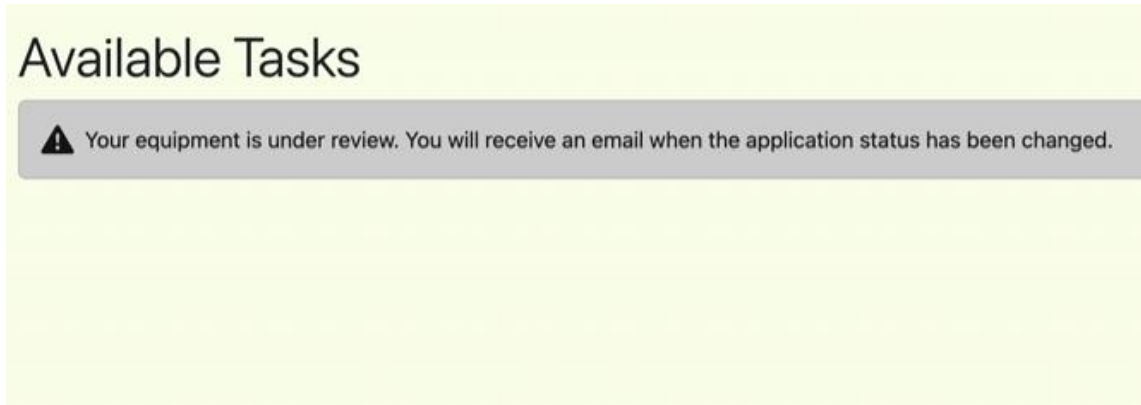 Available Tasks
Your equipment is under review. You will receive an email when the application status has been changed.